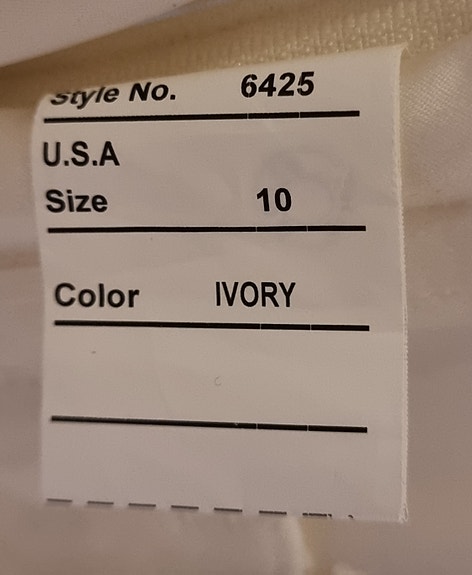 Style No. 6425
U.S.A
Size 10
Color IVORY